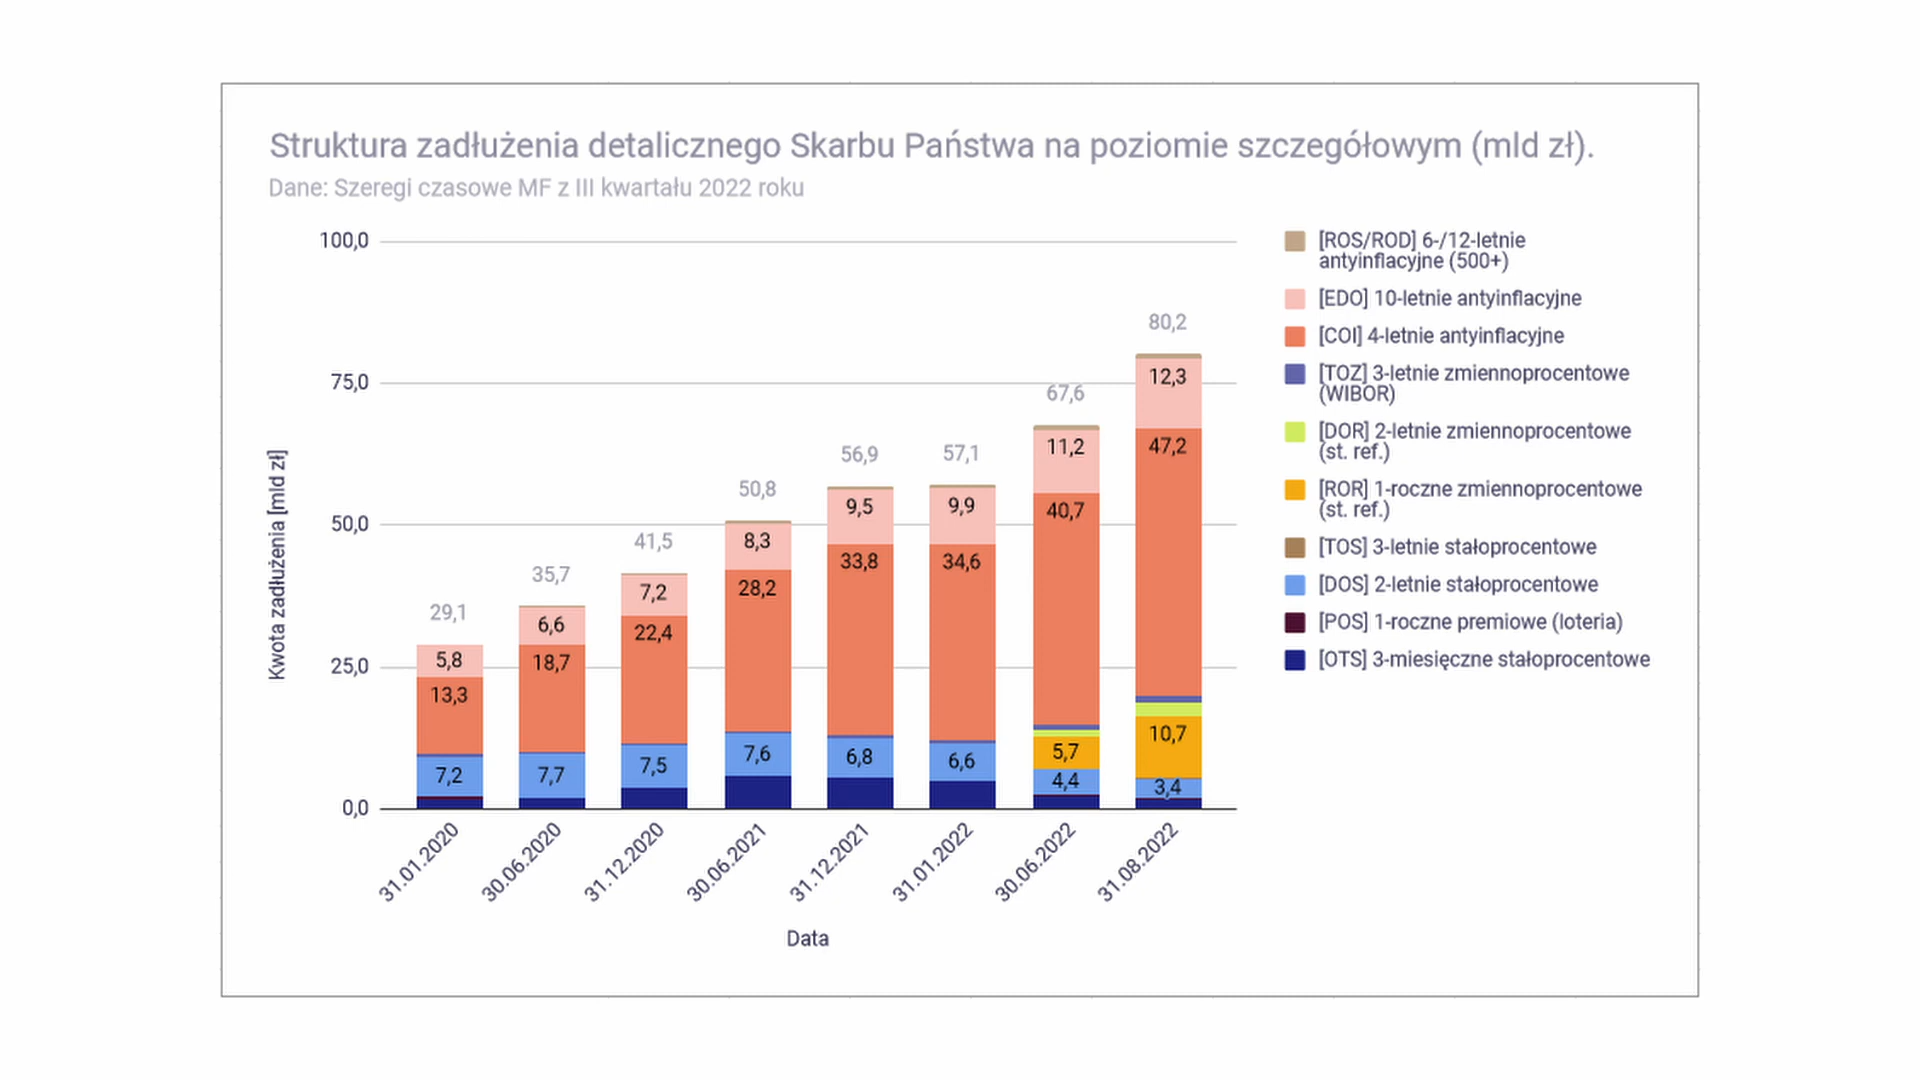 Struktura zadłużenia detalicznego Skarbu Państwa na poziomie szczegółowym (mld zł).
Dane: Szeregi czasowe MF z III kwartału 2022 roku
Kwota zadłużenia [mld zł]
100,0
75,0
50,0
25,0
0,0
29,1
5,8
13,3
7,2
35,7
6,6
18,7
7,7
41,5
7,2
22,4
7,5
50,8
8,3
28,2
7,6
56,9
9,5
33,8
6,8
57,1
9,9
34,6
6,6
67,6
11,2
40,7
5,7
4,4
80,2
12,3
47,2
10,7
3,4
31.01.2020
30.06.2020
31.12.2020
30.06.2021
31.12.2021
31.01.2022
30.06.2022
31.08.2022
Data
[ROS/ROD] 6-/12-letnie
antyinflacyjne (500+)
[EDO] 10-letnie antyinflacyjne
[COI] 4-letnie antyinflacyjne
[TOZ] 3-letnie zmiennoprocentowe
(WIBOR)
[DOR] 2-letnie zmiennoprocentowe
(st. ref.)
[ROR] 1-roczne zmiennoprocentowe
(st. ref.)
[TOS] 3-letnie stałoprocentowe
[DOS] 2-letnie stałoprocentowe
[POS] 1-roczne premiowe (loteria)
[OTS] 3-miesięczne stałoprocentowe